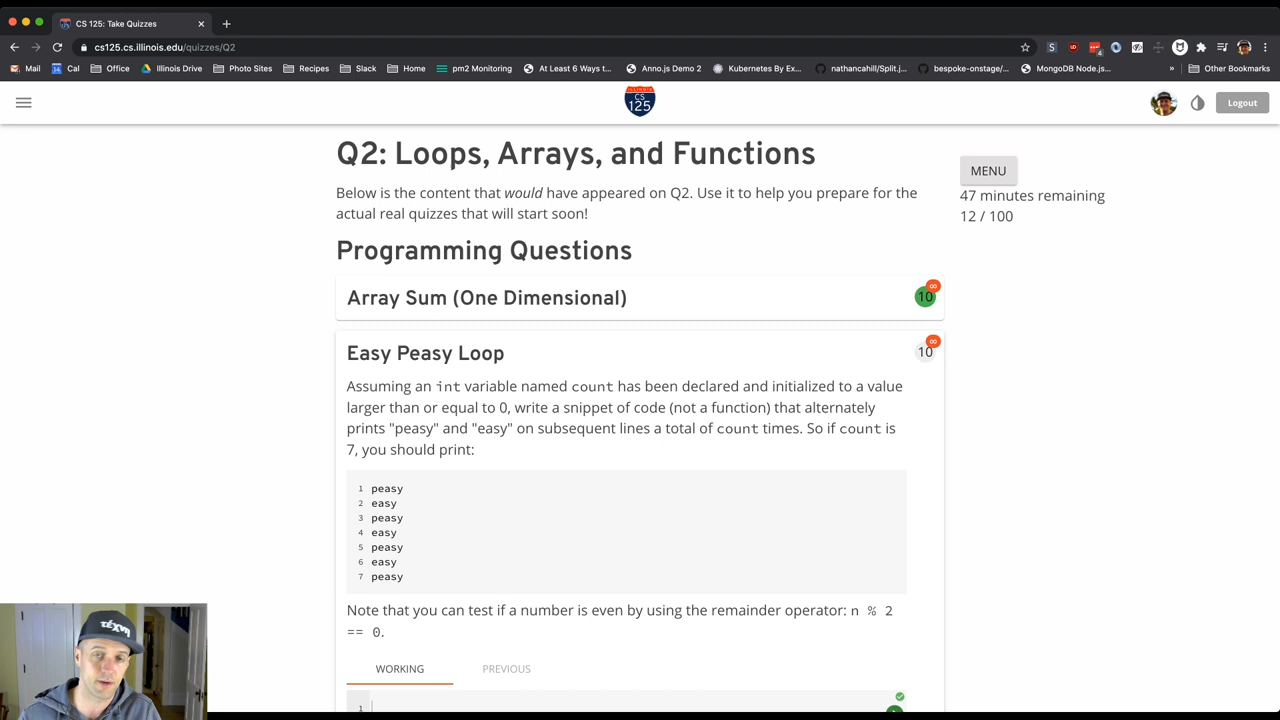 CS 125: Take Quizzes
cs125.cs.illinois.edu/quizzes/Q2
Mail Cal Office Illinois Drive Photo Sites Recipes Slack Home pm2 Monitoring At Least 6 Ways t... Anno.js Demo 2 Kubernetes By Ex... nathancahill/Split.j... bespoke-onstage/... MongoDB Node.js... » Other Bookmarks
ILLINOIS
CS
125
Logout
Q2: Loops, Arrays, and Functions
Below is the content that would have appeared on Q2. Use it to help you prepare for the
actual real quizzes that will start soon!
MENU
47 minutes remaining
12 / 100
Programming Questions
Array Sum (One Dimensional)
10
∞
Easy Peasy Loop
10
∞
Assuming an int variable named count has been declared and initialized to a value
larger than or equal to 0, write a snippet of code (not a function) that alternately
prints "peasy" and "easy" on subsequent lines a total of count times. So if count is
7, you should print:
1 peasy
2 easy
3 peasy
4 easy
5 peasy
6 easy
7 peasy
Note that you can test if a number is even by using the remainder operator: n % 2
== 0.
WORKING PREVIOUS
1